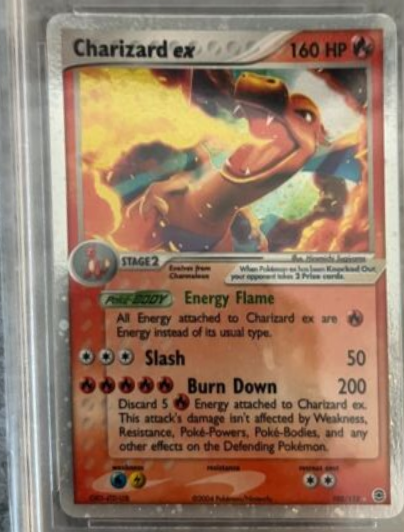 Charizard ex 160 HP
Illus. Hiromichi Sugiyama
STAGE2
Evolves from
Charmeleon
When Pokémon-ex has been Knocked Out,
your opponent takes 2 Prize cards.
POKé-BODY Energy Flame
All Energy attached to Charizard ex are
Energy instead of its usual type.
Slash 50
Burn Down 200
Discard 5 Energy attached to Charizard ex.
This attack's damage isn't affected by Weakness,
Resistance, Poké-Powers, Poké-Bodies, and any
other effects on the Defending Pokémon.
weakness resistance retreat cost
©2004 Pokémon/Nintendo